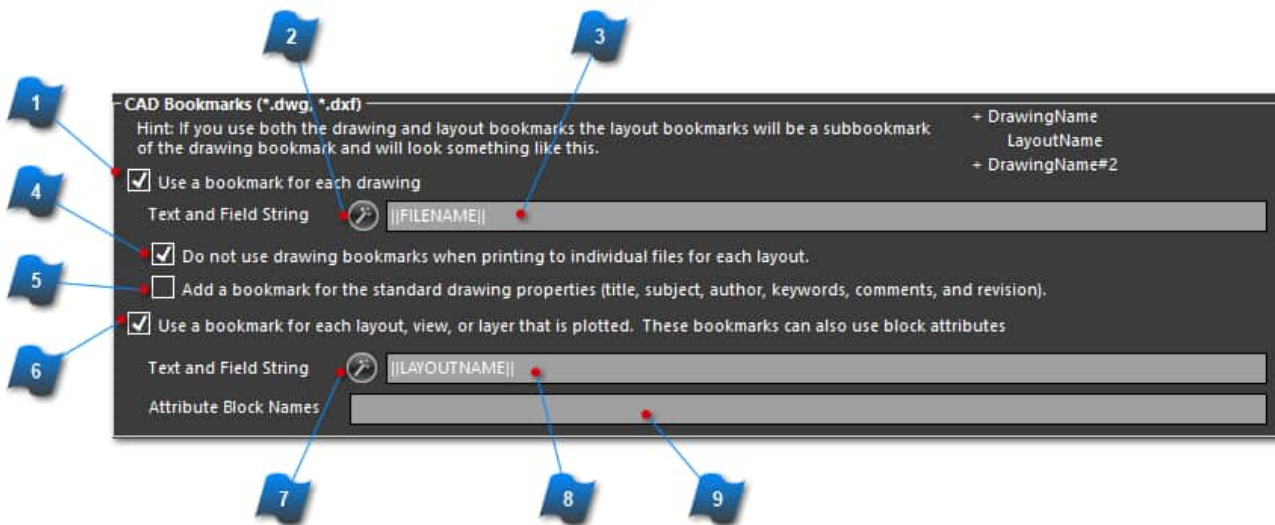 2
3
1
CAD Bookmarks (*.dwg, *.dxf)
Hint: If you use both the drawing and layout bookmarks the layout bookmarks will be a subbookmark
of the drawing bookmark and will look something like this.
+ DrawingName
LayoutName
+ DrawingName#2
Use a bookmark for each drawing
4
Text and Field String
||FILENAME||
Do not use drawing bookmarks when printing to individual files for each layout.
5
Add a bookmark for the standard drawing properties (title, subject, author, keywords, comments, and revision).
Use a bookmark for each layout, view, or layer that is plotted. These bookmarks can also use block attributes
6
Text and Field String
||LAYOUTNAME||
Attribute Block Names
7
8
9